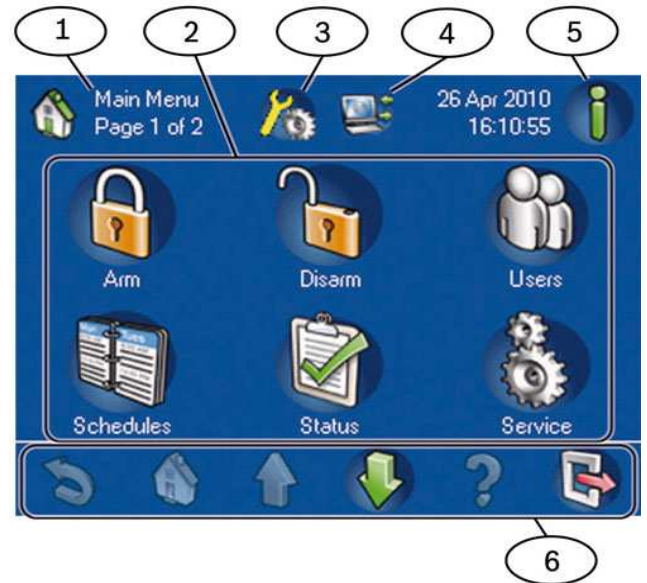 1
2
3
4
5
Main Menu
Page 1 of 2
26 Apr 2010
16:10:55
Arm
Disarm
Users
Schedules
Status
Service
6